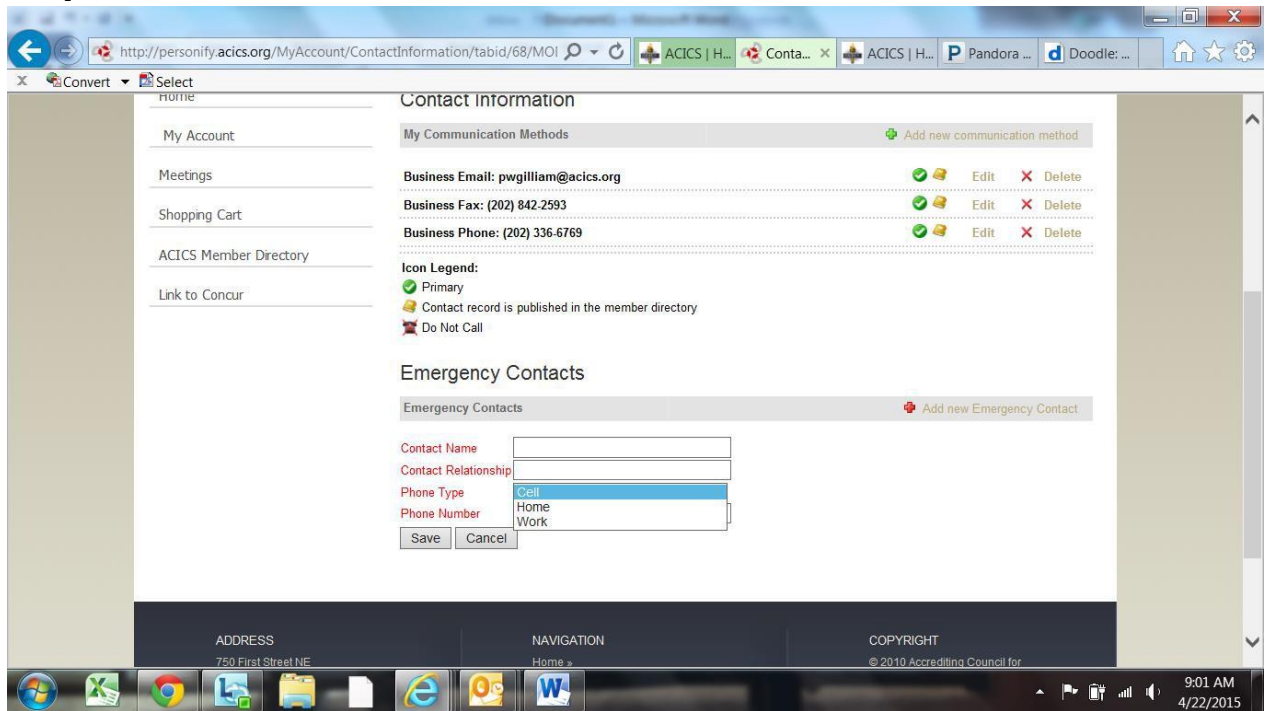 http://personify.acics.org/MyAccount/ContactInformation/tabid/68/MOI
ACICS | H...
Conta...
ACICS | H...
Pandora ...
Doodle: ...
x Convert Select
Home
My Account
Meetings
Shopping Cart
ACICS Member Directory
Link to Concur
Contact Information
My Communication Methods Add new communication method
Business Email: pwgilliam@acics.org Edit Delete
Business Fax: (202) 842-2593 Edit Delete
Business Phone: (202) 336-6769 Edit Delete
Icon Legend:
Primary
Contact record is published in the member directory
Do Not Call
Emergency Contacts
Emergency Contacts Add new Emergency Contact
Contact Name
Contact Relationship
Phone Type Cell
Home
Phone Number
Work
Save Cancel
ADDRESS NAVIGATION COPYRIGHT
750 First Street NE Home » © 2010 Accrediting Council for
9:01 AM
4/22/2015